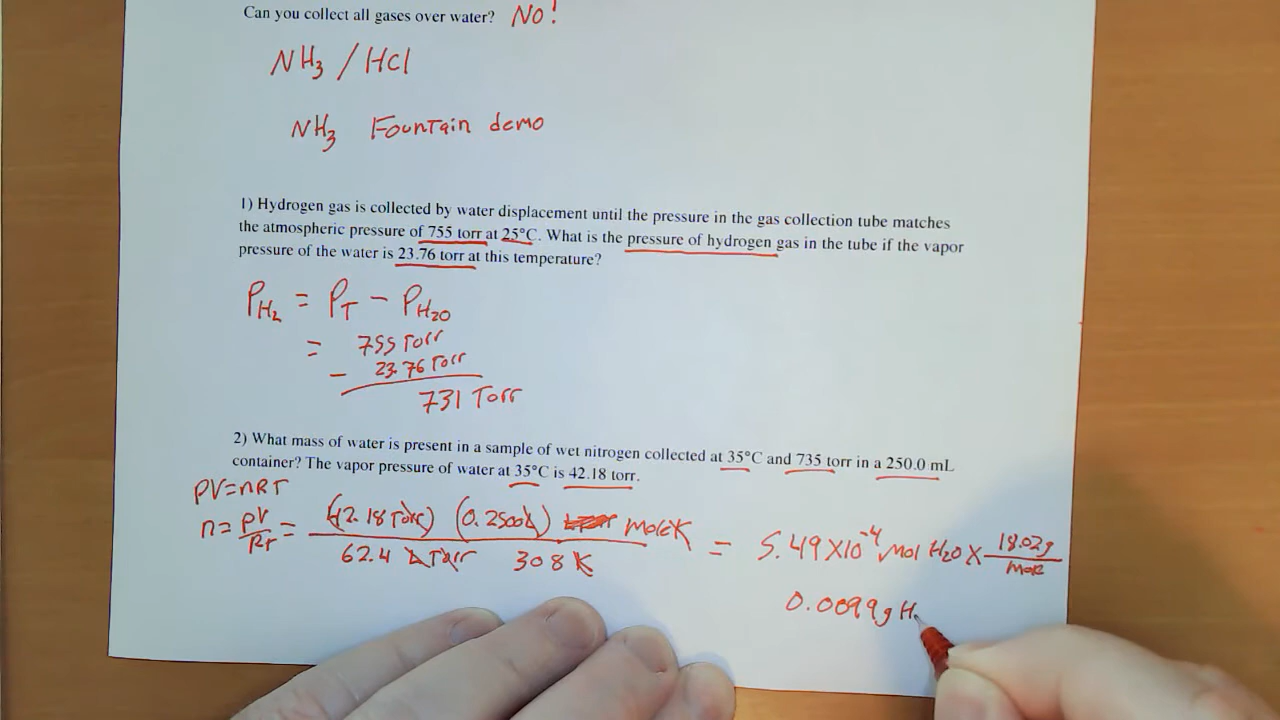 Can you collect all gases over water? No!
NH3 / HCl
NH3 Fountain demo
1) Hydrogen gas is collected by water displacement until the pressure in the gas collection tube matches
the atmospheric pressure of 755 torr at 25°C. What is the pressure of hydrogen gas in the tube if the vapor
pressure of the water is 23.76 torr at this temperature?
PH2 = PT - PH2O
= 755 Torr
- 23.76 Torr
731 Torr
2) What mass of water is present in a sample of wet nitrogen collected at 35°C and 735 torr in a 250.0 mL
container? The vapor pressure of water at 35°C is 42.18 torr.
PV=nRT
n = PV/RT = (42.18 Torr) (0.2500L) mole K
62.4 L Torr 308 K
= 5.49 X 10^-4 mol H2O x 18.02g/mole
0.0099g H